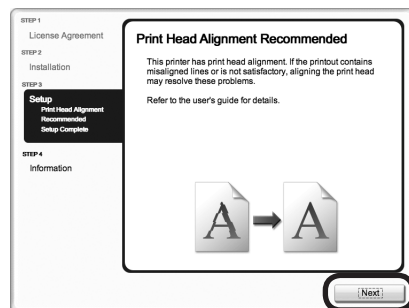 STEP 1
License Agreement
STEP 2
Installation
STEP 3
Setup
Print Head Alignment
Recommended
Setup Complete
STEP 4
Information
Print Head Alignment Recommended
This printer has print head alignment. If the printout contains
misaligned lines or is not satisfactory, aligning the print head
may resolve these problems.
Refer to the user's guide for details.
A
A
Next